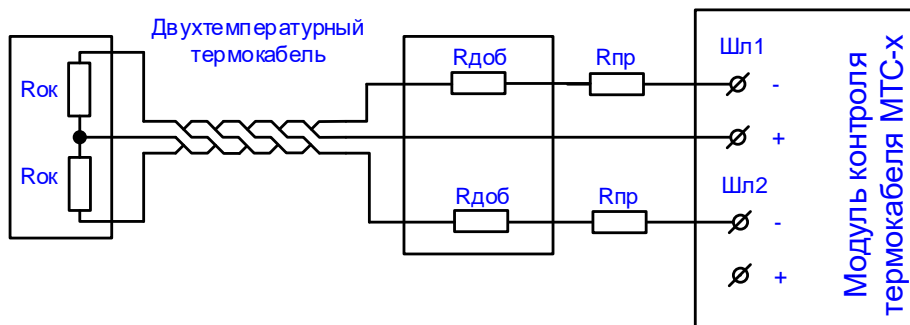 Двухтемпературный
термокабель
Rок
Rок
Rдоб
Rпр
Rдоб
Rпр
Шл1
-
+
Шл2
-
+
Модуль контроля
термокабеля МТС-х